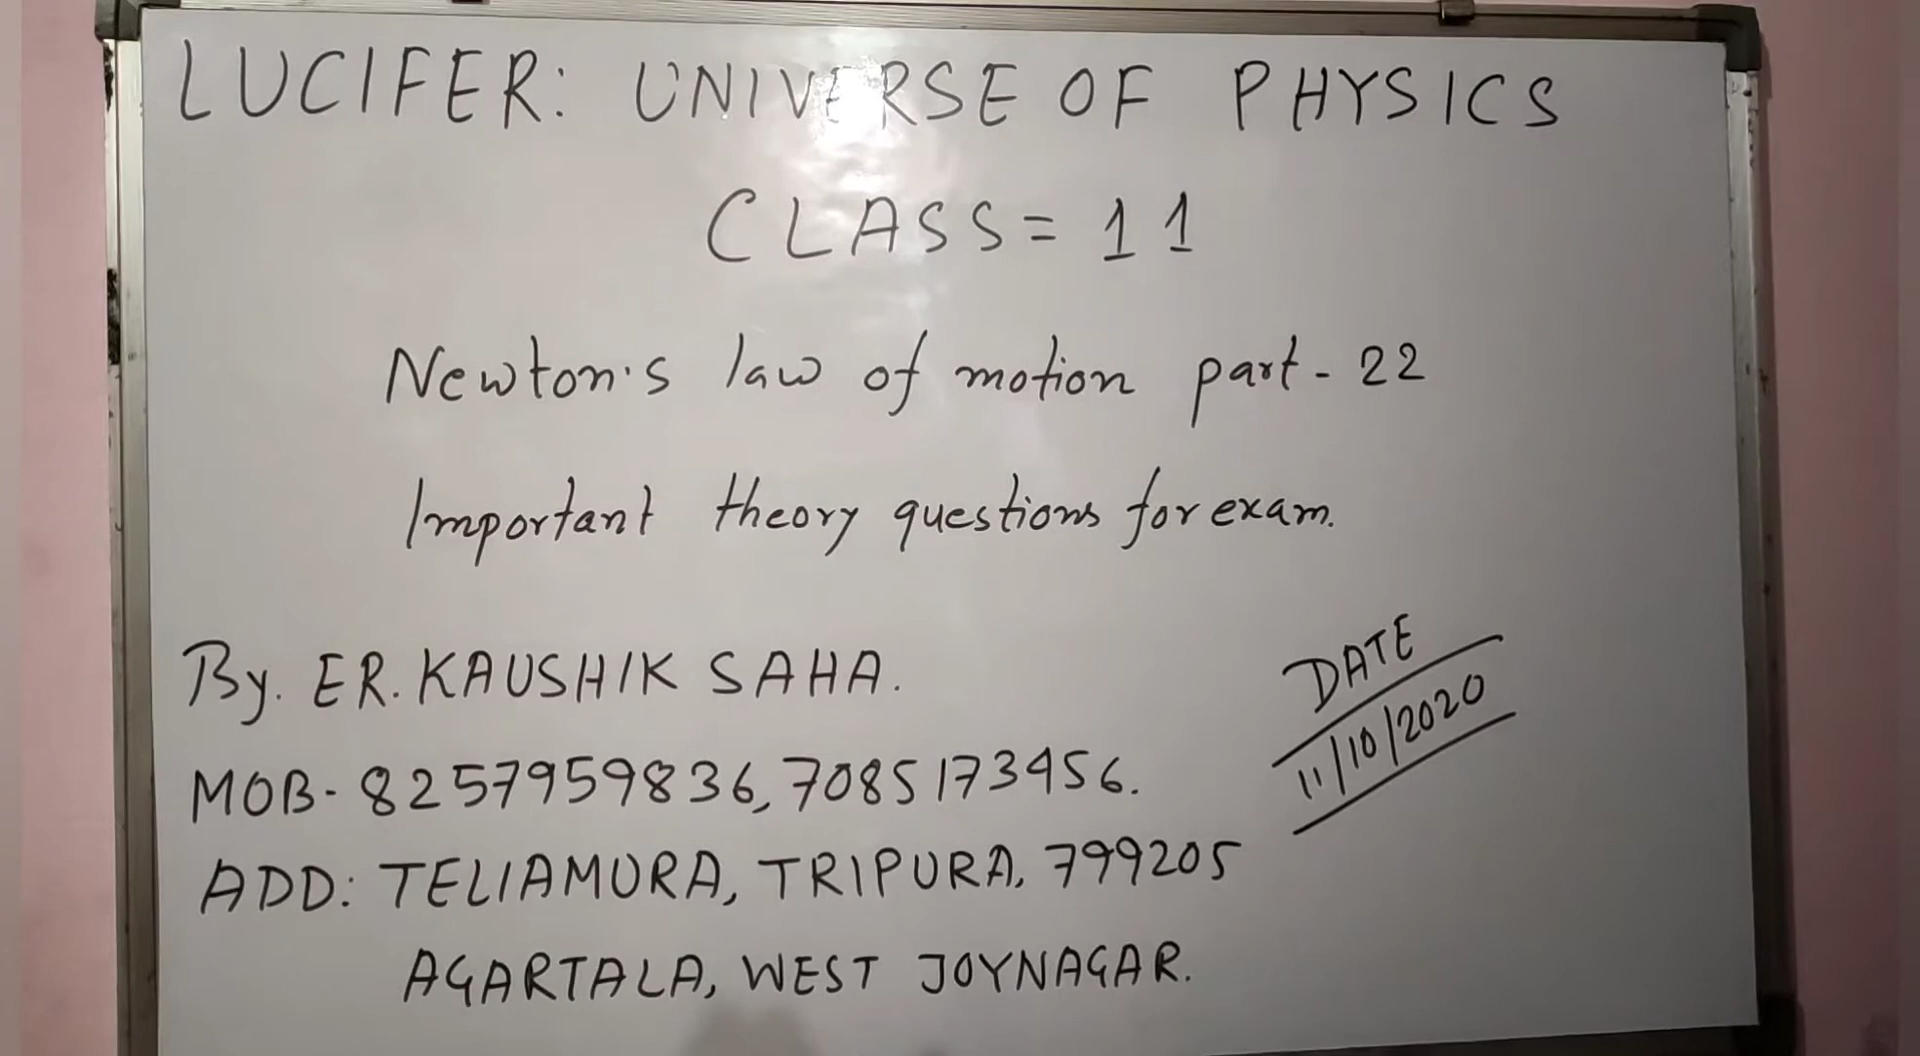 LUCIFER: UNIVERSE OF PHYSICS
CLASS = 11
Newton's law of motion part - 22
Important theory questions for exam.
By. ER. KAUSHIK SAHA.
MOB- 8257959836, 7085173456.
ADD: TELIAMURA, TRIPURA, 799205
AGARTALA, WEST JOYNAGAR.
DATE
11/10/2020